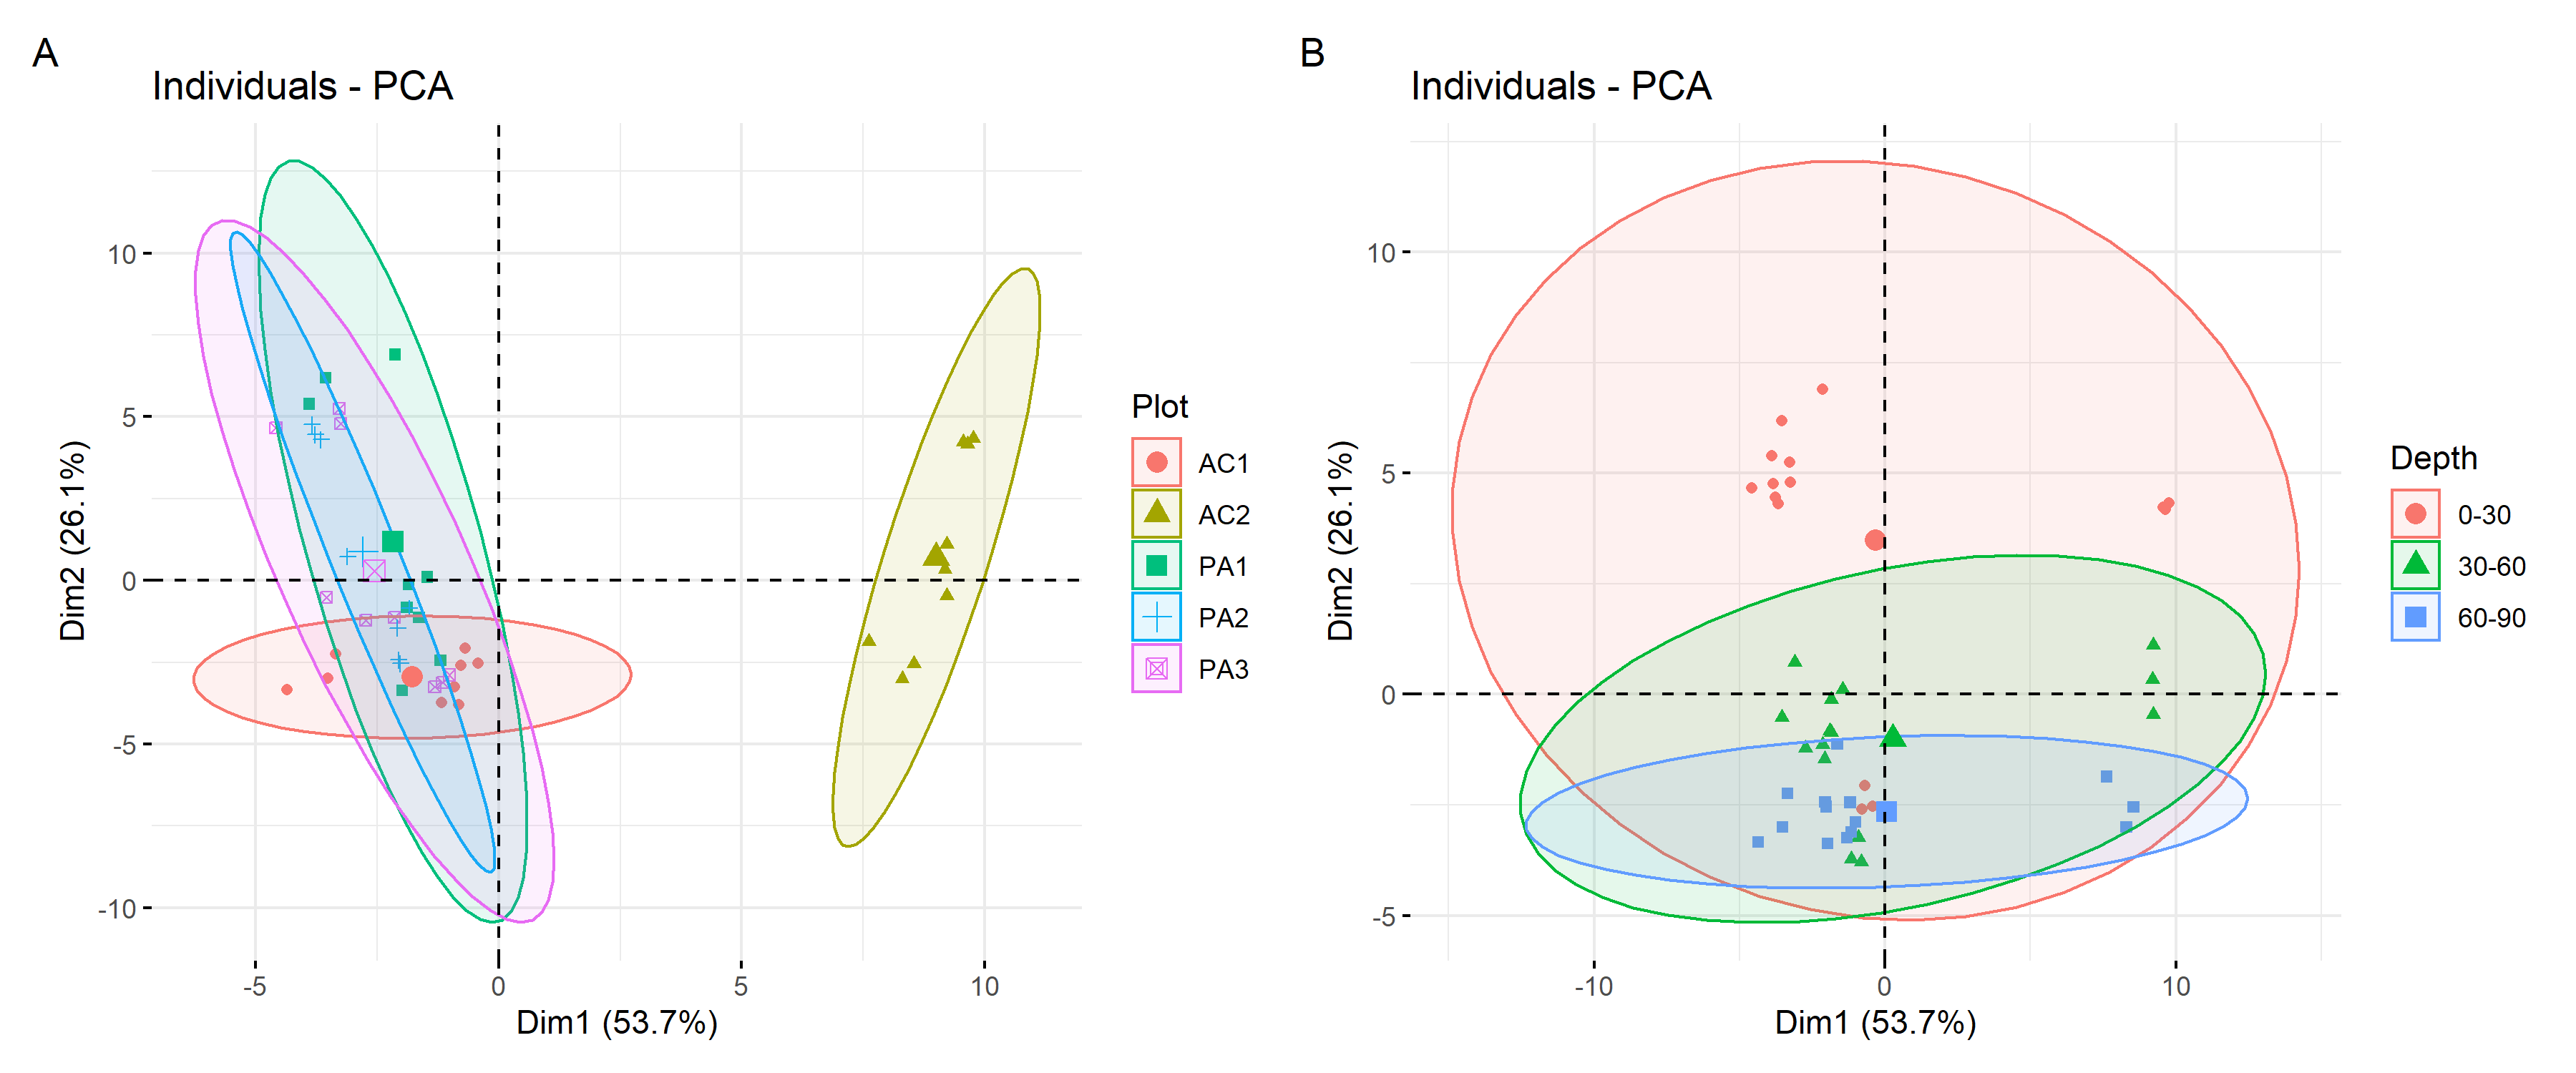 A
Individuals - PCA
10
5
0
-5
-10
-5
0
5
10
Dim1 (53.7%)
Dim2 (26.1%)
Plot
AC1
AC2
PA1
PA2
PA3
B
Individuals - PCA
10
5
0
-5
-10
0
10
Dim1 (53.7%)
Dim2 (26.1%)
Depth
0-30
30-60
60-90